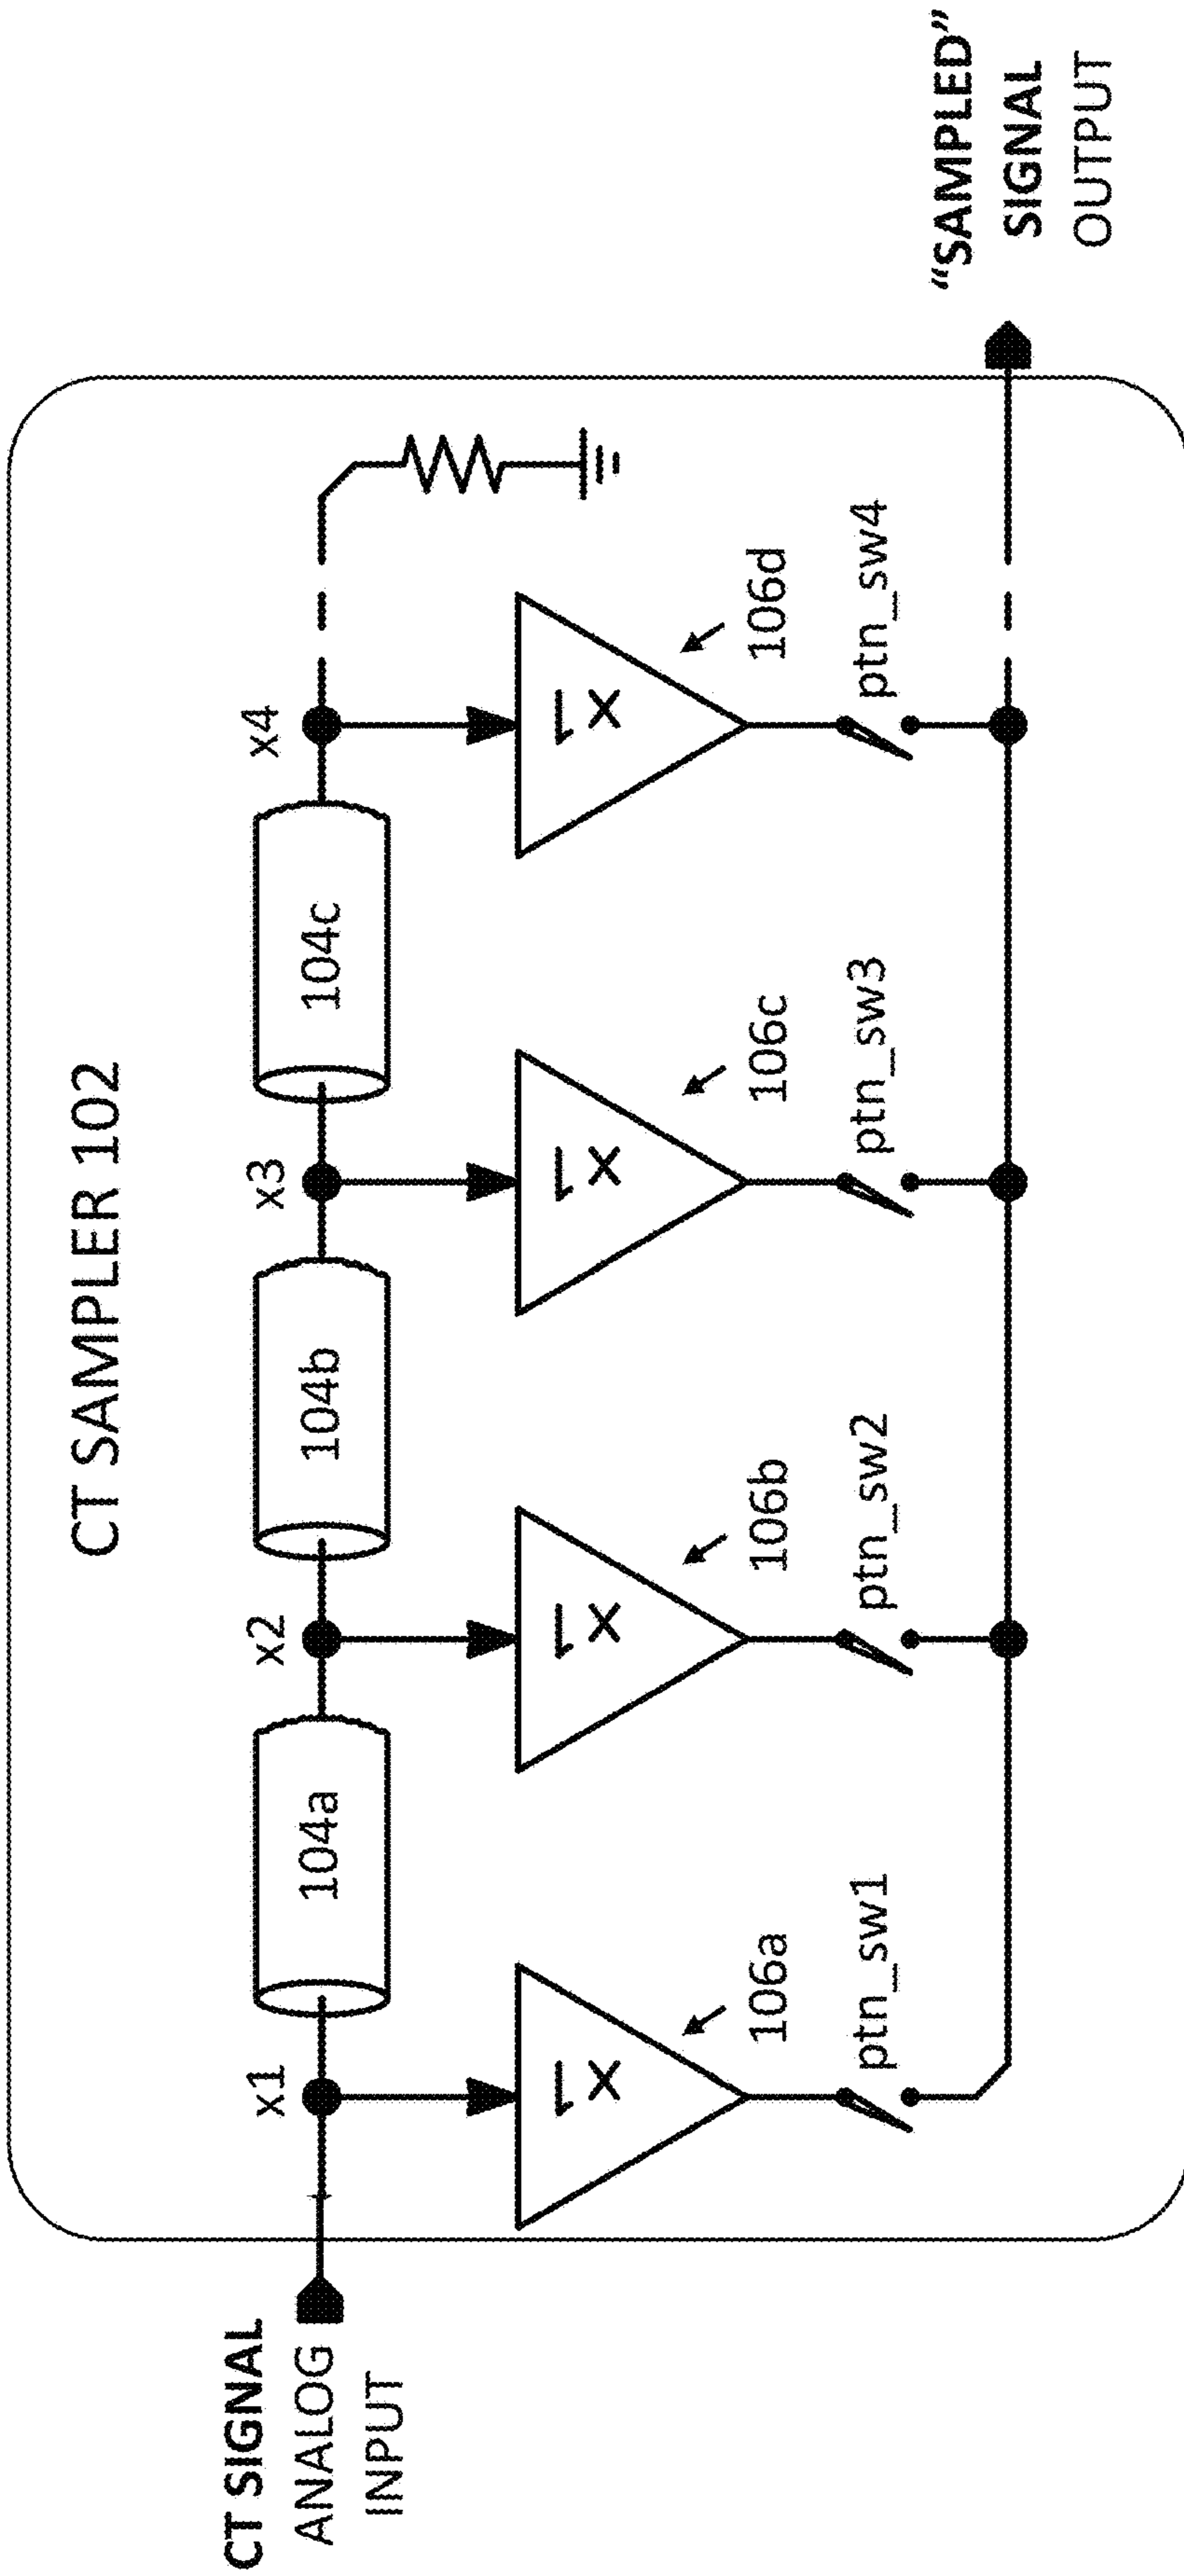 CT SAMPLER 102
CT SIGNAL
ANALOG
INPUT
x1
x2
x3
x4
104a
104b
104c
x1
x1
x1
x1
106a
106b
106c
106d
ptn_sw1
ptn_sw2
ptn_sw3
ptn_sw4
“SAMPLED”
SIGNAL
OUTPUT